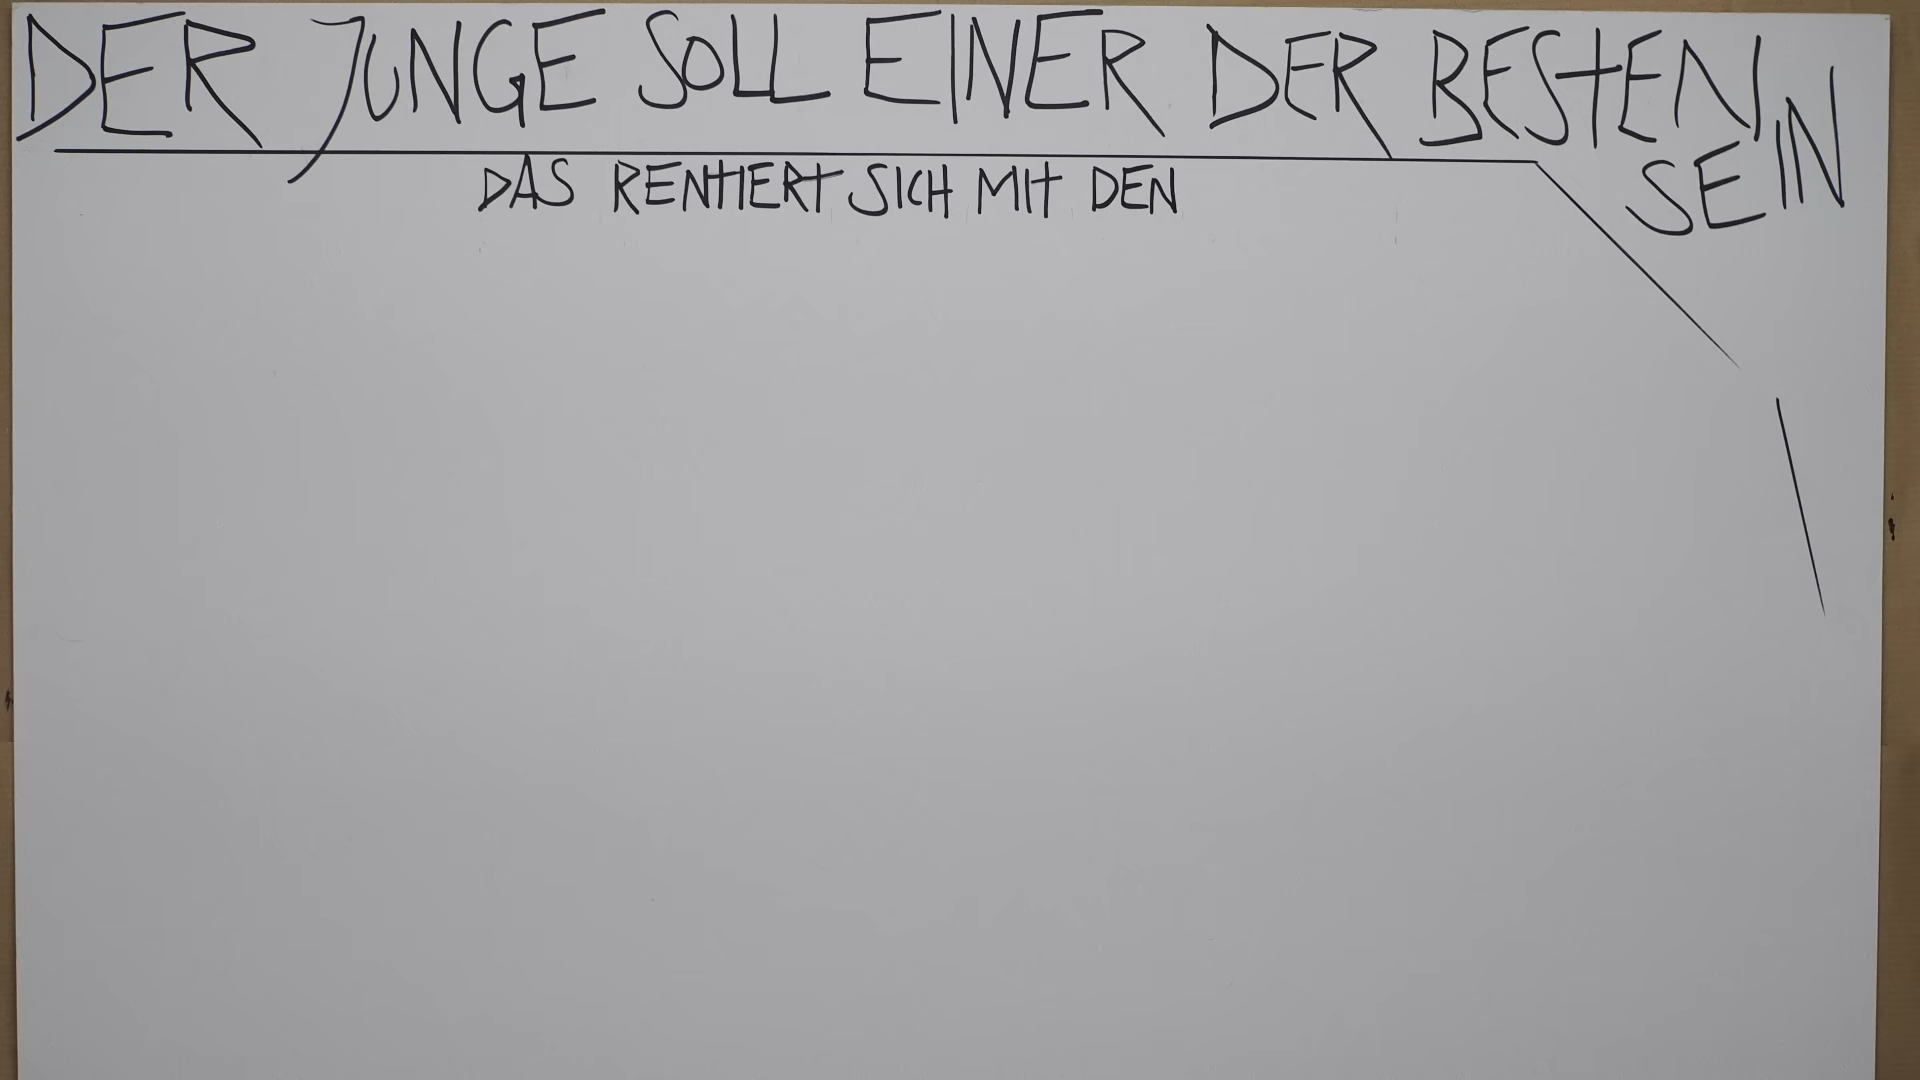 DER JUNGE SOLL EINER DER BESTEN SEIN
DAS RENTIERT SICH MIT DEN